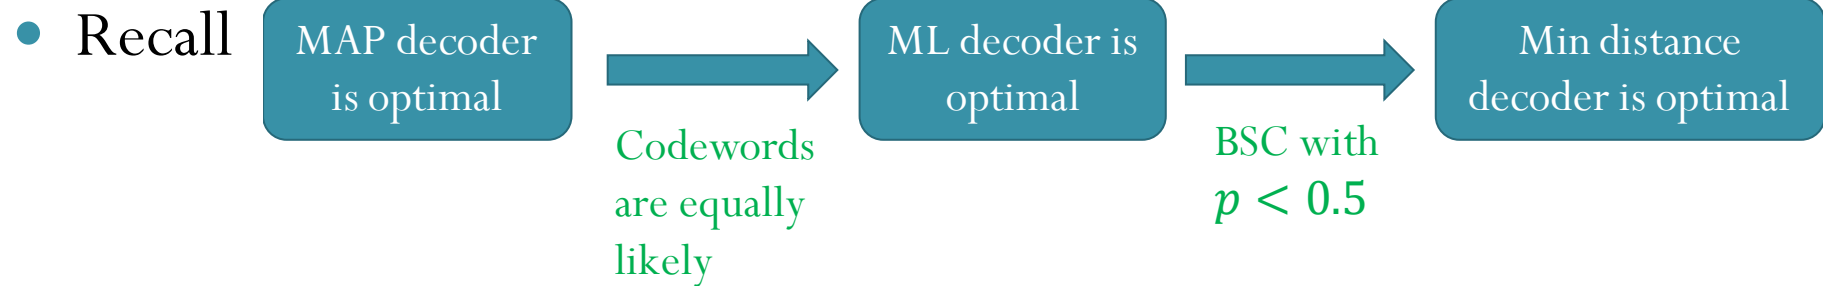 • Recall
MAP decoder
is optimal
ML decoder is
optimal
Min distance
decoder is optimal
Codewords
are equally
likely
BSC with
p < 0.5